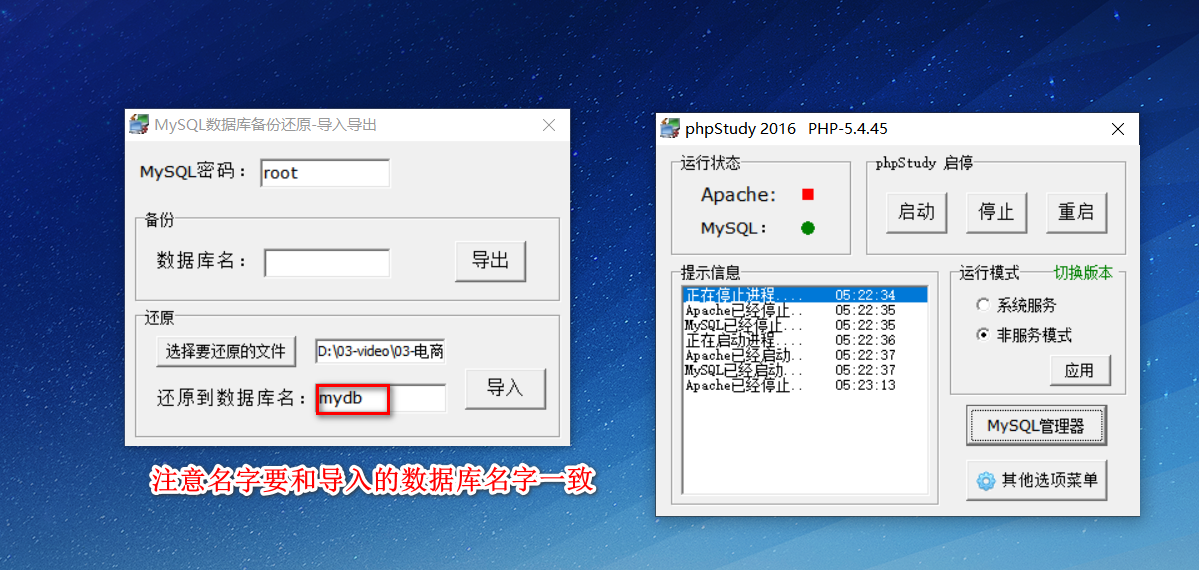 MySQL数据库备份还原-导入导出
MySQL密码：
root
备份
数据库名：
导出
还原
选择要还原的文件
D:\03-video\03-电商
还原到数据库名：
mydb
导入
注意名字要和导入的数据库名字一致
phpStudy 2016 PHP-5.4.45
运行状态
Apache:
MySQL：
phpStudy 启停
启动
停止
重启
提示信息
正在停止进程.... 05:22:34
Apache已经停止.. 05:22:35
MySQL已经停止... 05:22:35
正在启动进程.... 05:22:36
Apache已经启动.. 05:22:37
MySQL已经启动... 05:22:37
Apache已经停止.. 05:23:13
运行模式
切换版本
系统服务
非服务模式
应用
MySQL管理器
其他选项菜单